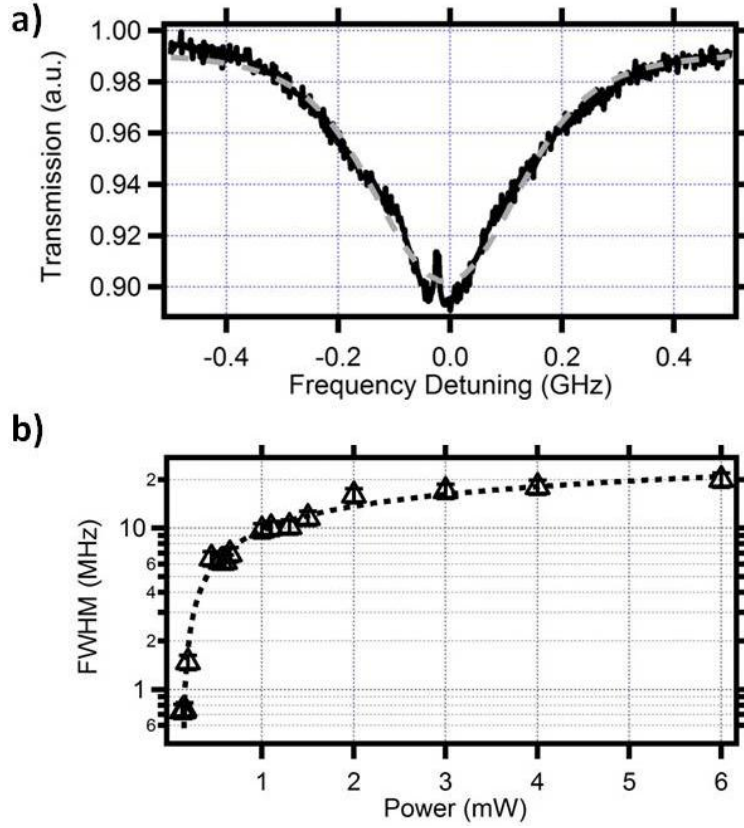 a)
1.00
0.98
0.96
0.94
0.92
0.90
Transmission (a.u.)
-0.4 -0.2 0.0 0.2 0.4
Frequency Detuning (GHz)
b)
2
10
6
4
2
1
6
FWHM (MHz)
1 2 3 4 5 6
Power (mW)